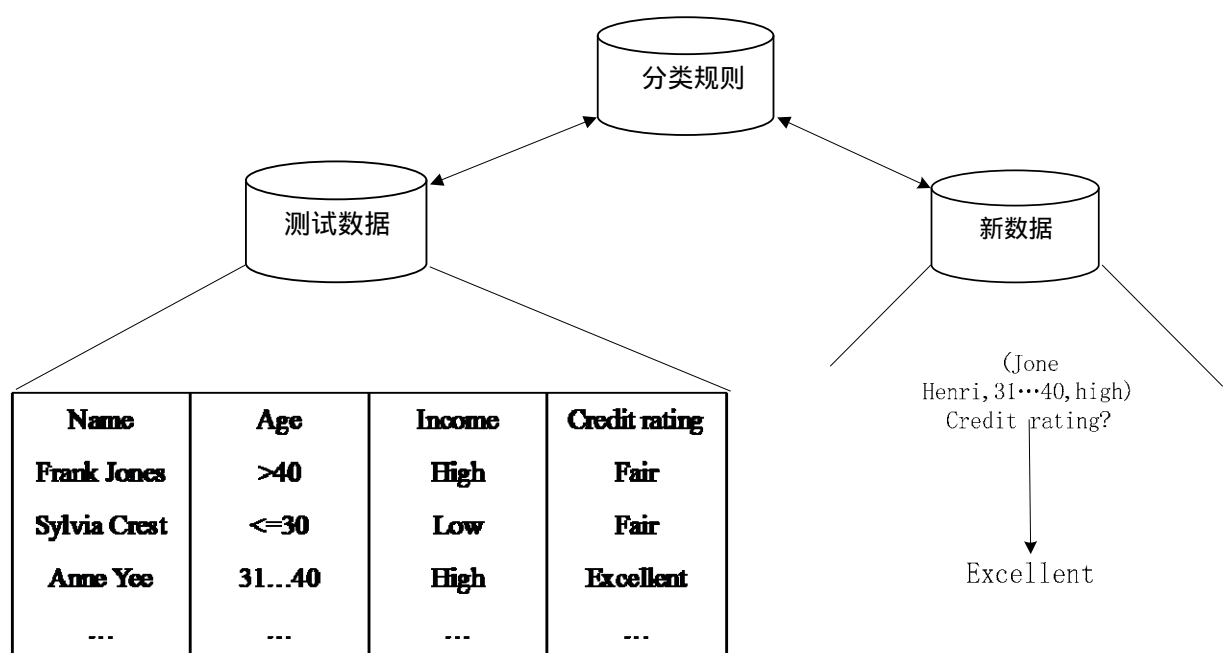 分类规则
测试数据
新数据
(Jone
Henri,31…40,high)
Credit rating?
Excellent
Name Age Income Credit rating
Frank Jones >40 High Fair
Sylvia Crest <=30 Low Fair
Anne Yee 31...40 High Excellent
... ... ... ...